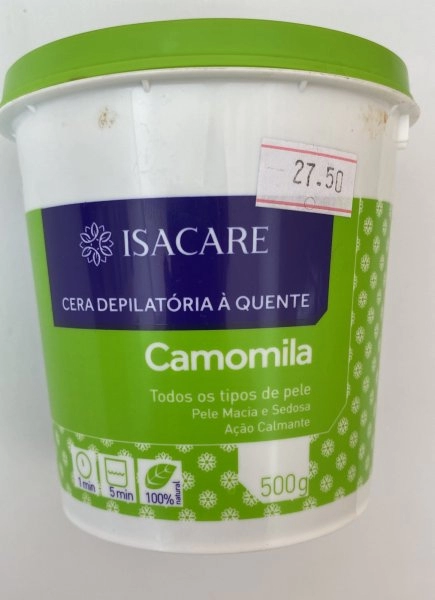 27.50
ISACARE
CERA DEPILATÓRIA À QUENTE
Camomila
Todos os tipos de pele
Pele Macia e Sedosa
Ação Calmante
1 min
5 min
100%
natural
500g